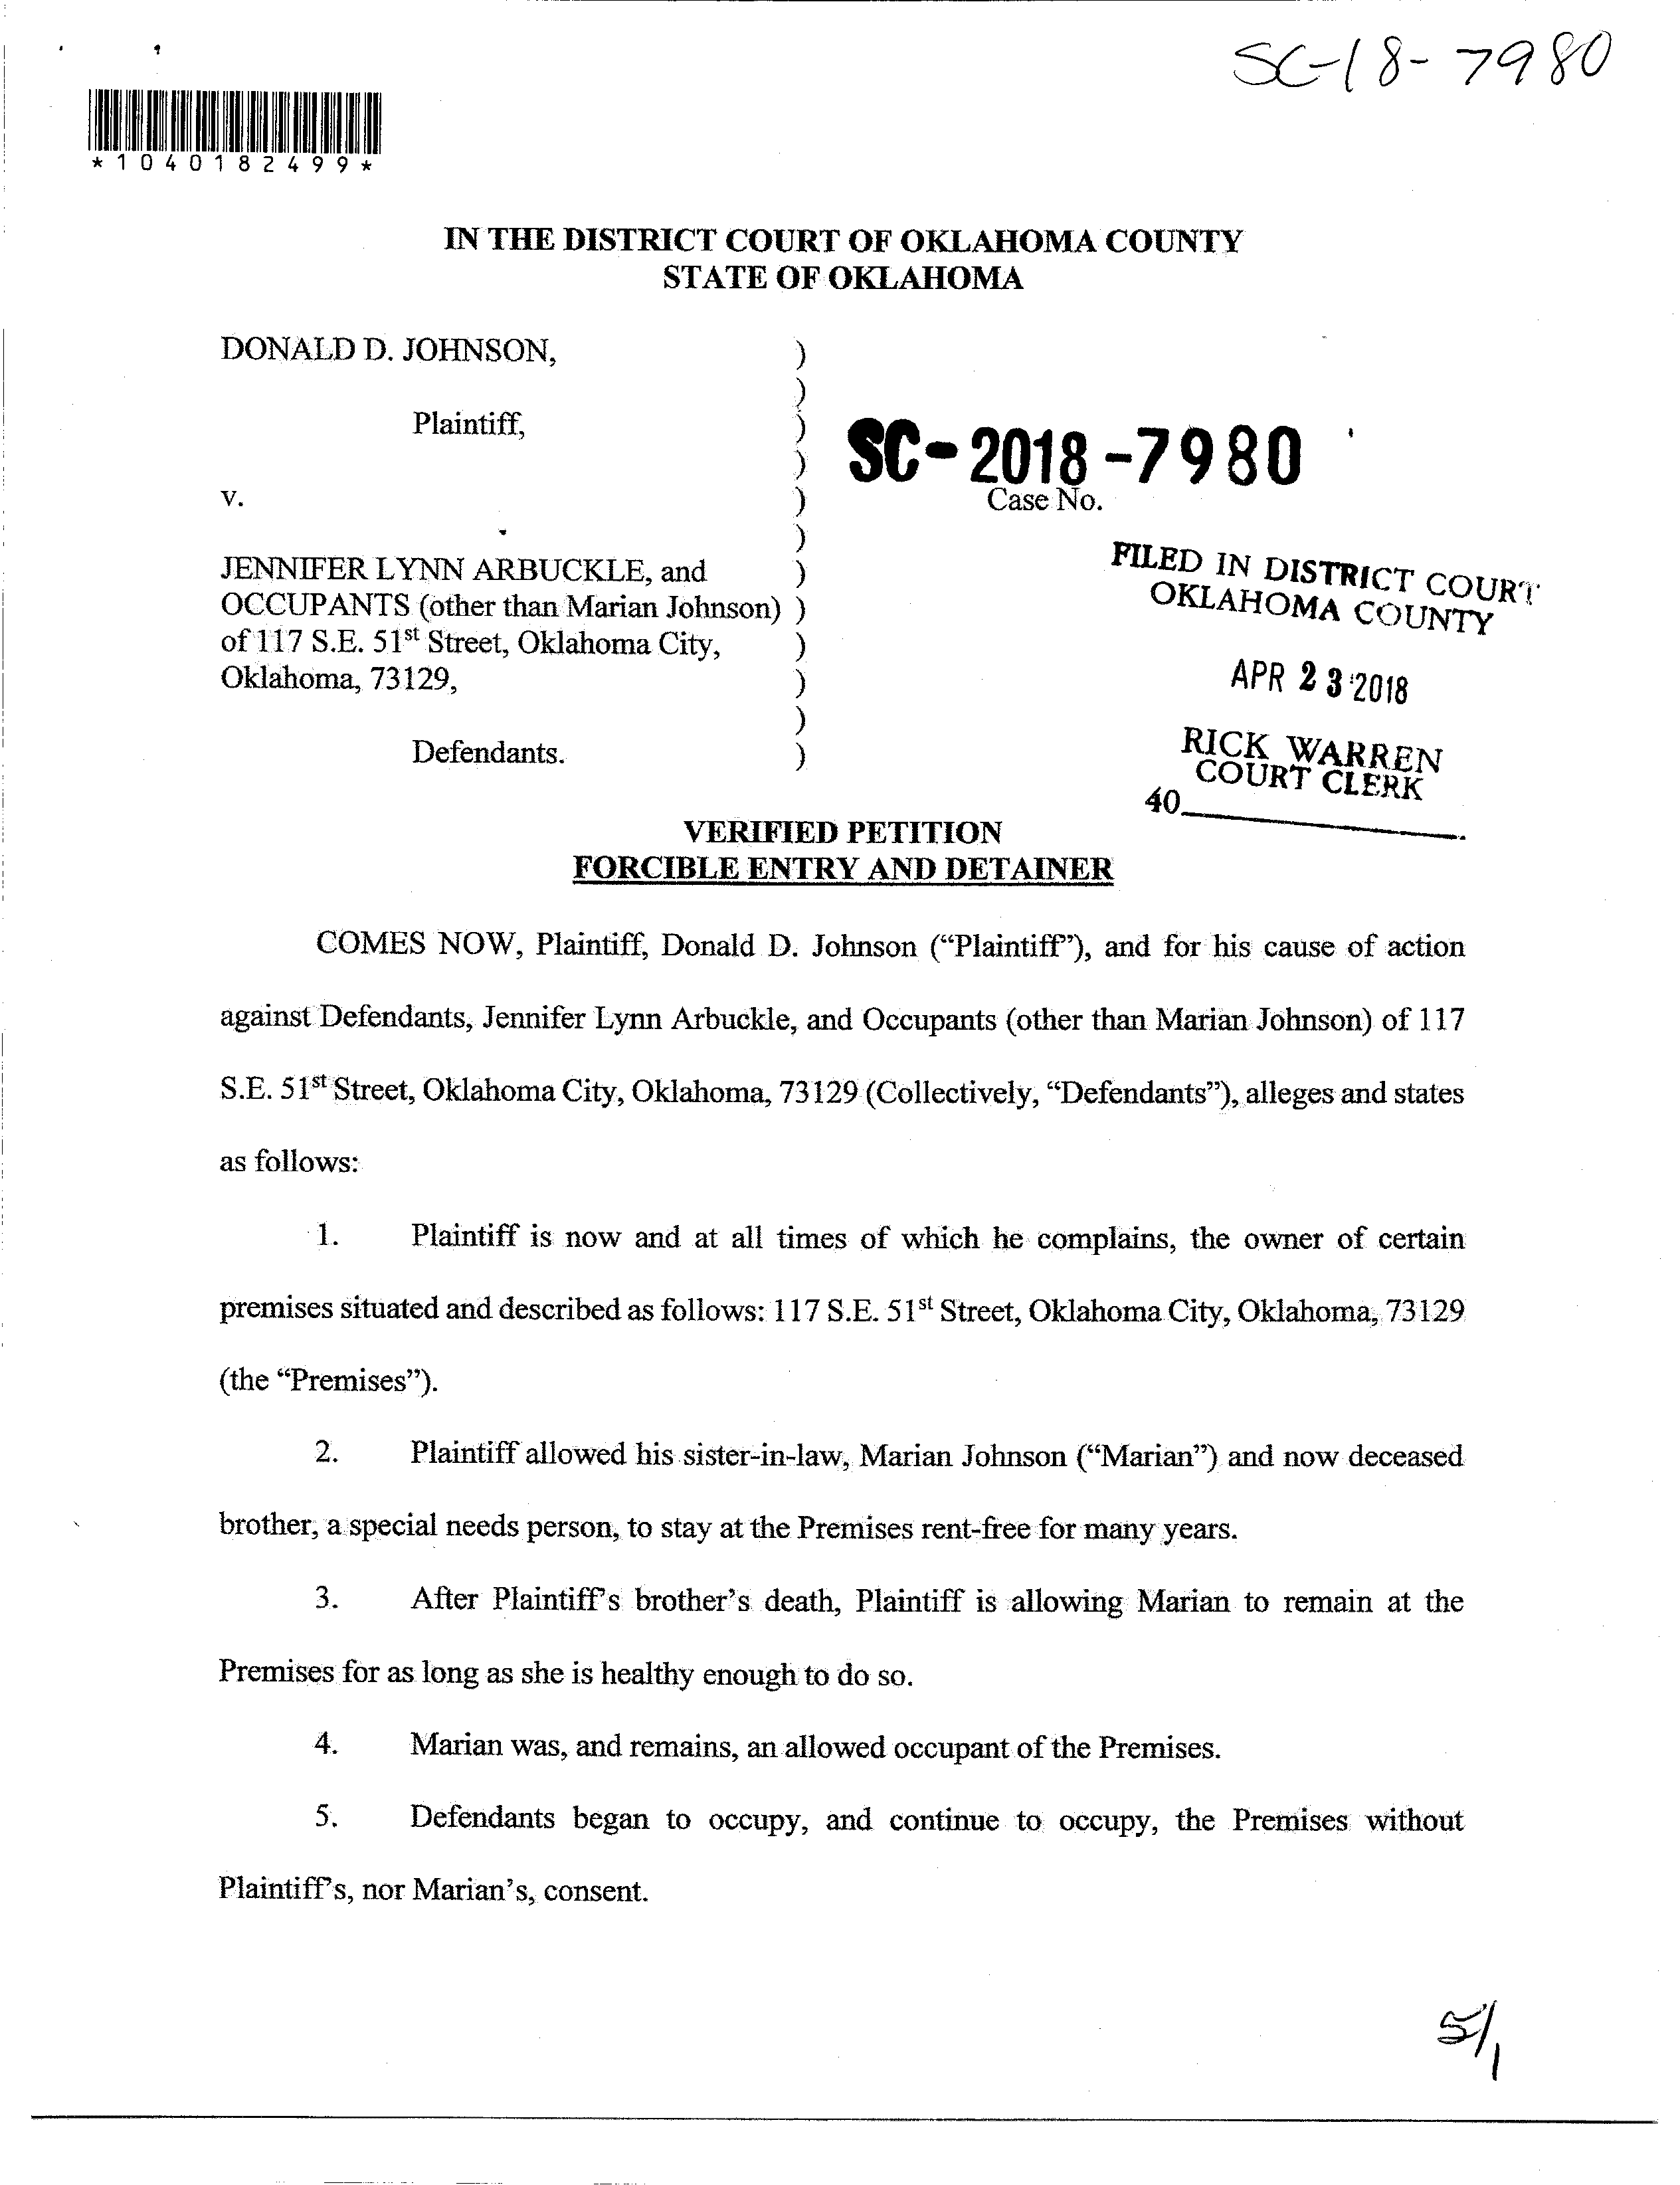 SC-18-7980
*1040182499*
IN THE DISTRICT COURT OF OKLAHOMA COUNTY
STATE OF OKLAHOMA
DONALD D. JOHNSON, )
)
Plaintiff, )
) SC-2018-7980
v. ) Case No.
)
JENNIFER LYNN ARBUCKLE, and )
OCCUPANTS (other than Marian Johnson) )
of 117 S.E. 51st Street, Oklahoma City, )
Oklahoma, 73129, )
)
Defendants. )
FILED IN DISTRICT COURT
OKLAHOMA COUNTY
APR 23 2018
RICK WARREN
COURT CLERK
40
VERIFIED PETITION
FORCIBLE ENTRY AND DETAINER
COMES NOW, Plaintiff, Donald D. Johnson (“Plaintiff”), and for his cause of action
against Defendants, Jennifer Lynn Arbuckle, and Occupants (other than Marian Johnson) of 117
S.E. 51st Street, Oklahoma City, Oklahoma, 73129 (Collectively, “Defendants”), alleges and states
as follows:
1. Plaintiff is now and at all times of which he complains, the owner of certain
premises situated and described as follows: 117 S.E. 51st Street, Oklahoma City, Oklahoma, 73129
(the “Premises”).
2. Plaintiff allowed his sister-in-law, Marian Johnson (“Marian”) and now deceased
brother, a special needs person, to stay at the Premises rent-free for many years.
3. After Plaintiff’s brother’s death, Plaintiff is allowing Marian to remain at the
Premises for as long as she is healthy enough to do so.
4. Marian was, and remains, an allowed occupant of the Premises.
5. Defendants began to occupy, and continue to occupy, the Premises without
Plaintiff’s, nor Marian’s, consent.
5/1